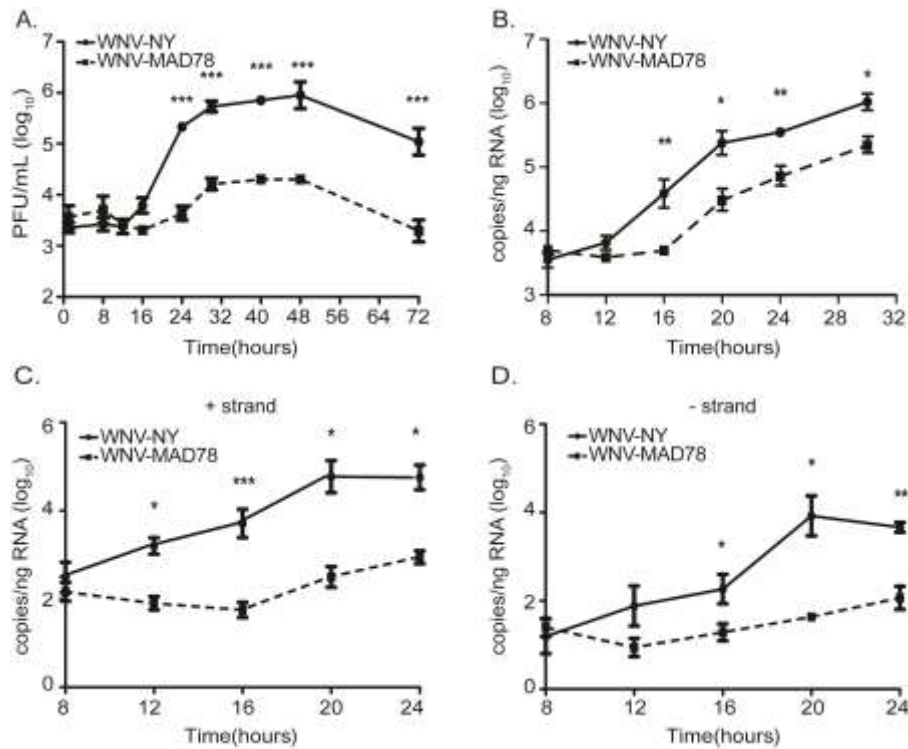 A.
WNV-NY
WNV-MAD78
7
6
5
4
3
2
PFU/mL (log10)
*** *** *** *** ***
0 8 16 24 32 40 48 56 64 72
Time(hours)
B.
WNV-NY
WNV-MAD78
7
6
5
4
3
copies/ng RNA (log10)
** * ** *
8 12 16 20 24 28 32
Time(hours)
C.
+ strand
WNV-NY
WNV-MAD78
6
4
2
0
copies/ng RNA (log10)
* *** * *
8 12 16 20 24
Time(hours)
D.
- strand
WNV-NY
WNV-MAD78
6
4
2
0
copies/ng RNA (log10)
* * **
8 12 16 20 24
Time(hours)